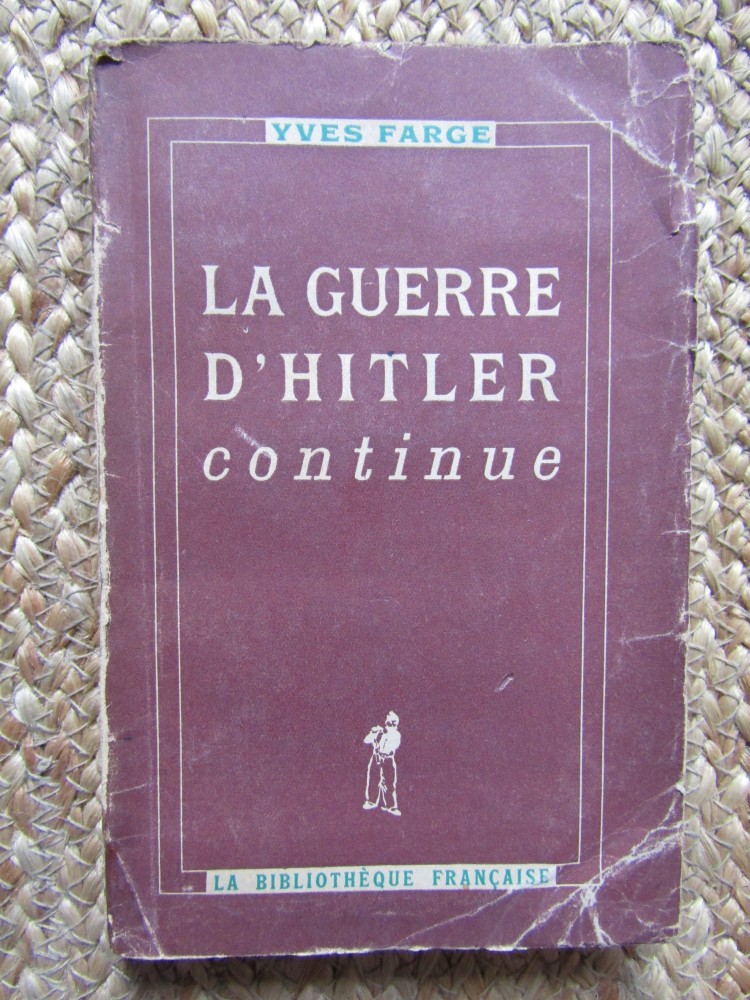 YVES FARGE
LA GUERRE
D'HITLER
continue
LA BIBLIOTHÈQUE FRANÇAISE